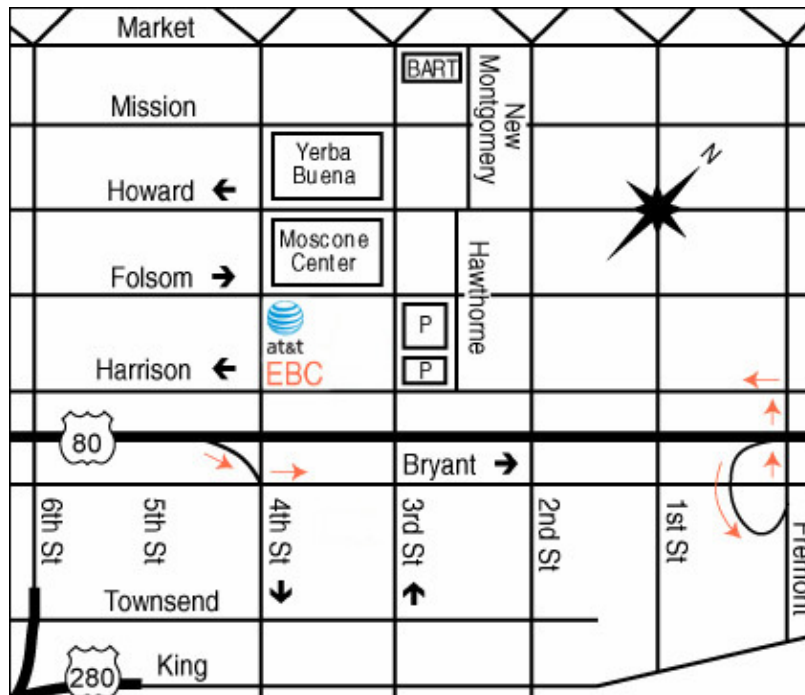 Market
BART
New
Montgomery
Mission
Yerba
Buena
N
Howard
Moscone
Center
Folsom
Hawthorne
at&t
EBC
P
P
Harrison
80
Bryant
6th St
5th St
4th St
3rd St
2nd St
1st St
Fremont
Townsend
King
280